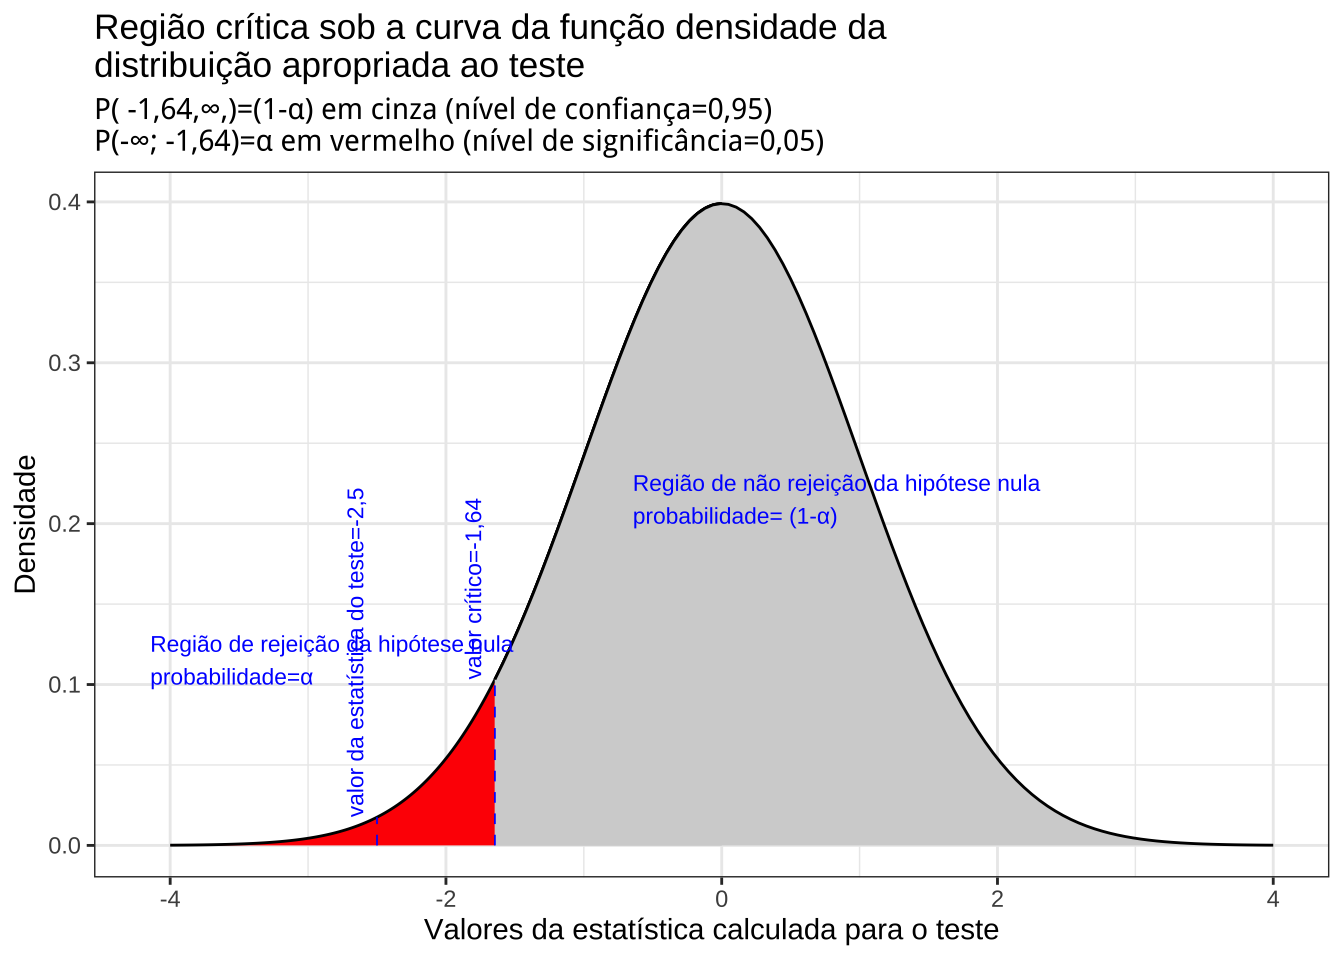 Região crítica sob a curva da função densidade da
distribuição apropriada ao teste
P( -1,64,∞,)=(1-α) em cinza (nível de confiança=0,95)
P(-∞; -1,64)=α em vermelho (nível de significância=0,05)
Densidade
0.4
0.3
0.2
0.1
0.0
Região de não rejeição da hipótese nula
probabilidade= (1-α)
valor da estatística do teste=-2,5
valor crítico=-1,64
Região de rejeição da hipótese nula
probabilidade=α
-4
-2
0
2
4
Valores da estatística calculada para o teste